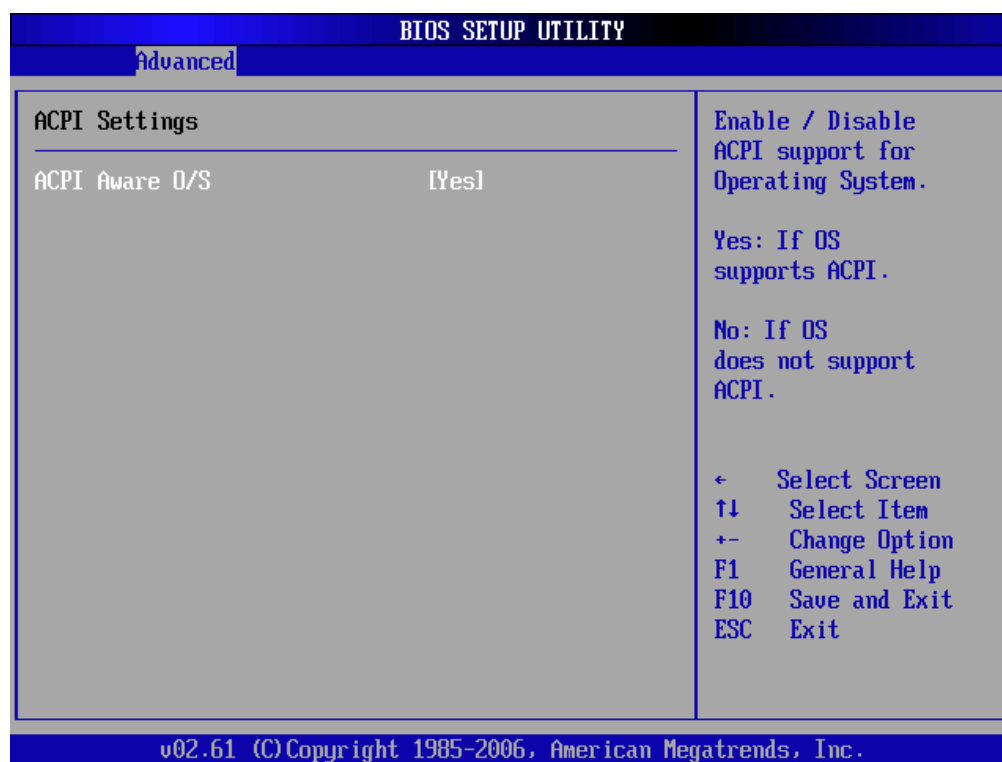 BIOS SETUP UTILITY
Advanced
ACPI Settings
ACPI Aware O/S [Yes]
Enable / Disable
ACPI support for
Operating System.
Yes: If OS
supports ACPI.
No: If OS
does not support
ACPI.
← Select Screen
↑↓ Select Item
+- Change Option
F1 General Help
F10 Save and Exit
ESC Exit
v02.61 (C)Copyright 1985-2006, American Megatrends, Inc.